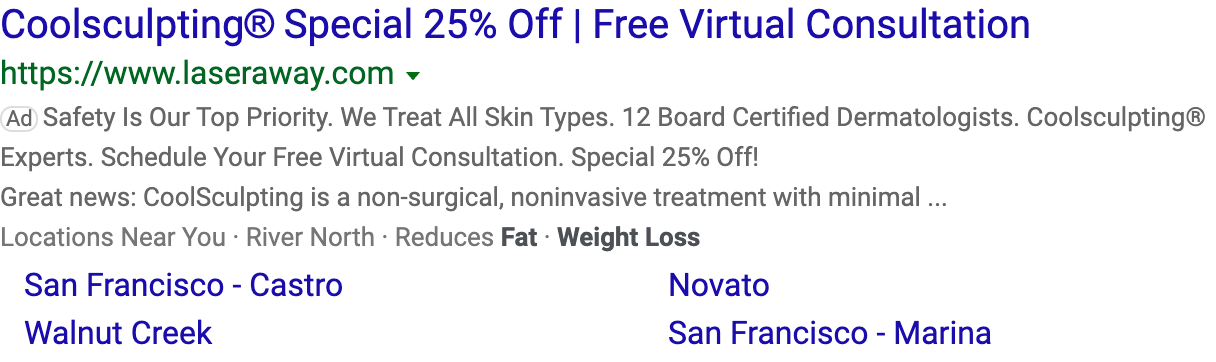 Coolsculpting® Special 25% Off | Free Virtual Consultation
https://www.laseraway.com
Ad Safety Is Our Top Priority. We Treat All Skin Types. 12 Board Certified Dermatologists. Coolsculpting®
Experts. Schedule Your Free Virtual Consultation. Special 25% Off!
Great news: CoolSculpting is a non-surgical, noninvasive treatment with minimal ...
Locations Near You · River North · Reduces Fat · Weight Loss
San Francisco - Castro Novato
Walnut Creek San Francisco - Marina